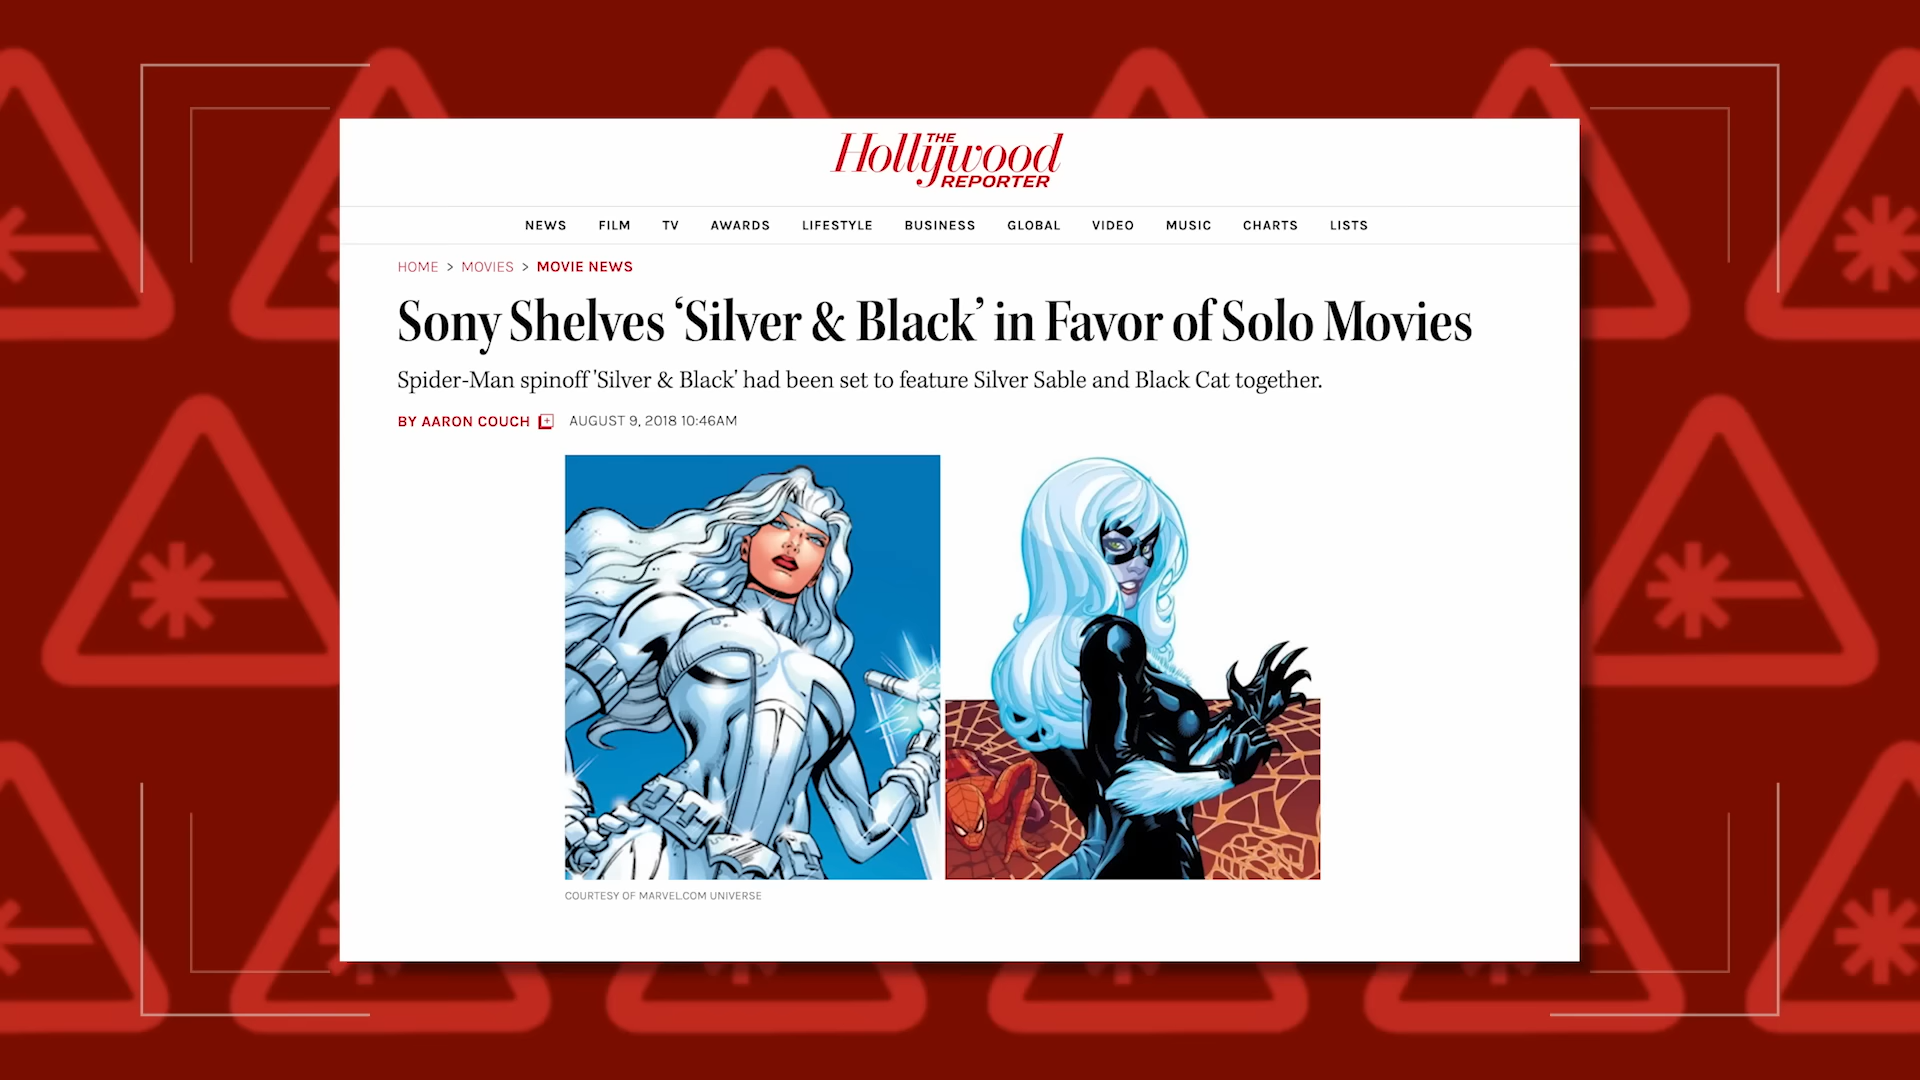 THE
Hollywood
REPORTER
NEWS FILM TV AWARDS LIFESTYLE BUSINESS GLOBAL VIDEO MUSIC CHARTS LISTS
HOME > MOVIES > MOVIE NEWS
Sony Shelves ‘Silver & Black’ in Favor of Solo Movies
Spider-Man spinoff 'Silver & Black' had been set to feature Silver Sable and Black Cat together.
BY AARON COUCH AUGUST 9, 2018 10:46AM
COURTESY OF MARVEL.COM UNIVERSE